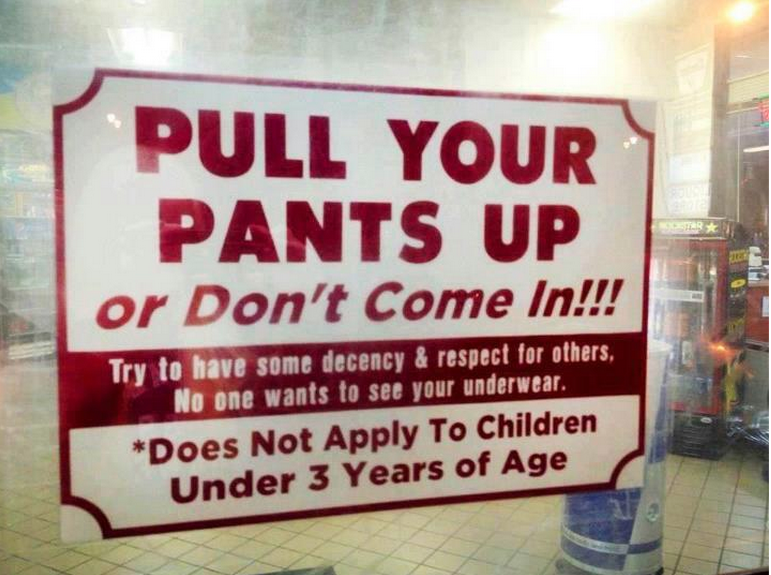 PULL YOUR
PANTS UP
or Don't Come In!!!
Try to have some decency & respect for others,
No one wants to see your underwear.
*Does Not Apply To Children
Under 3 Years of Age
ROCKSTAR